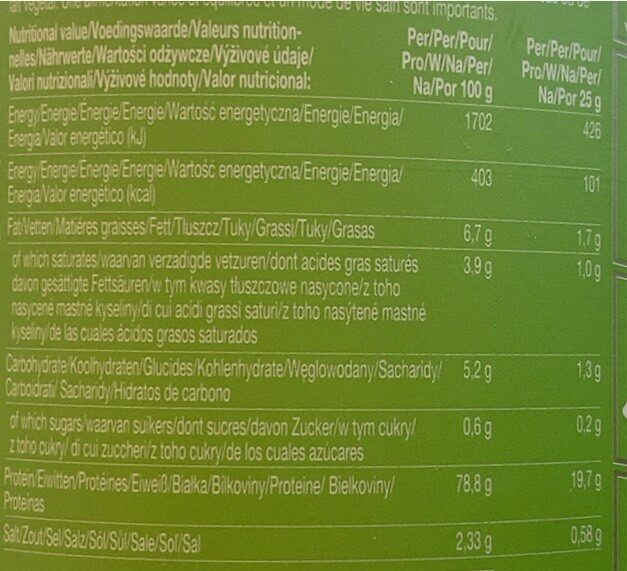 sont importants.
Nutritional value/Voedingswaarde/Valeurs nutrition-
nelles/Nährwerte/Wartości odżywcze/Výživové údaje/
Valori nutrizionali/Výživové hodnoty/Valor nutricional:
Per/Per/Pour/
Pro/W/Na/Per/
Na/Por 100 g
Per/Per/Pour/
Pro/W/Na/Per/
Na/Por 25 g
Energy/Energie/Énergie/Energie/Wartość energetyczna/Energie/Energia/
Energia/Valor energético (kJ)
1702
426
Energy/Energie/Énergie/Energie/Wartość energetyczna/Energie/Energia/
Energia/Valor energético (kcal)
403
101
Fat/Vetten/Matières graisses/Fett/Tłuszcz/Tuky/Grassi/Tuky/Grasas
6,7 g
1,7 g
of which saturates/waarvan verzadigde vetzuren/dont acides gras saturés
3,9 g
1,0 g
davon gesättigte Fettsäuren/w tym kwasy tłuszczowe nasycone/z toho
nasycené mastné kyseliny/di cui acidi grassi saturi/z toho nasýtené mastné
kyseliny/de las cuales ácidos grasos saturados
Carbohydrate/Koolhydraten/Glucides/Kohlenhydrate/Węglowodany/Sacharidy/
5,2 g
1,3 g
Carboidrati/ Sacharidy/Hidratos de carbono
of which sugars/waarvan suikers/dont sucres/davon Zucker/w tym cukry/
0,6 g
0,2 g
z toho cukry/ di cui zuccheri/z toho cukry/de los cuales azúcares
Protein/Eiwitten/Protéines/Eiweiß/Białka/Bílkoviny/Proteine/ Bielkoviny/
78,8 g
19,7 g
Proteínas
Salt/Zout/Sel/Salz/Sól/Sůl/Sale/Soľ/Sal
2,33 g
0,58 g